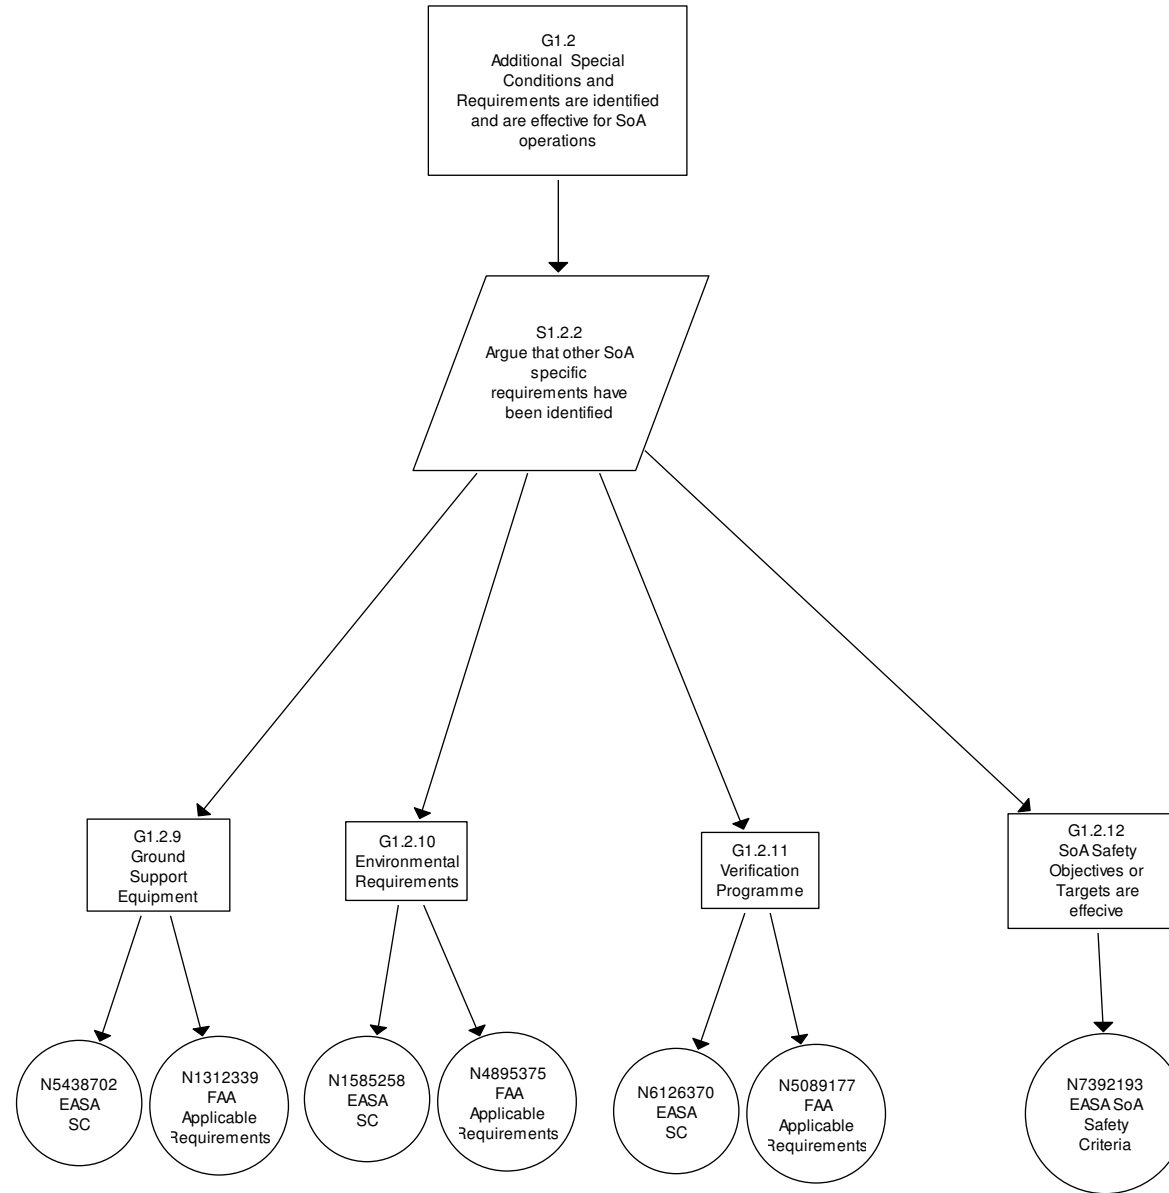 G1.2
Additional Special
Conditions and
Requirements are identified
and are effective for SoA
operations
S1.2.2
Argue that other SoA
specific
requirements have
been identified
G1.2.9
Ground
Support
Equipment
G1.2.10
Environmental
Requirements
G1.2.11
Verification
Programme
G1.2.12
SoA Safety
Objectives or
Targets are
effecive
N5438702
EASA
SC
N1312339
FAA
Applicable
Requirements
N1585258
EASA
SC
N4895375
FAA
Applicable
Requirements
N6126370
EASA
SC
N5089177
FAA
Applicable
Requirements
N7392193
EASA SoA
Safety
Criteria